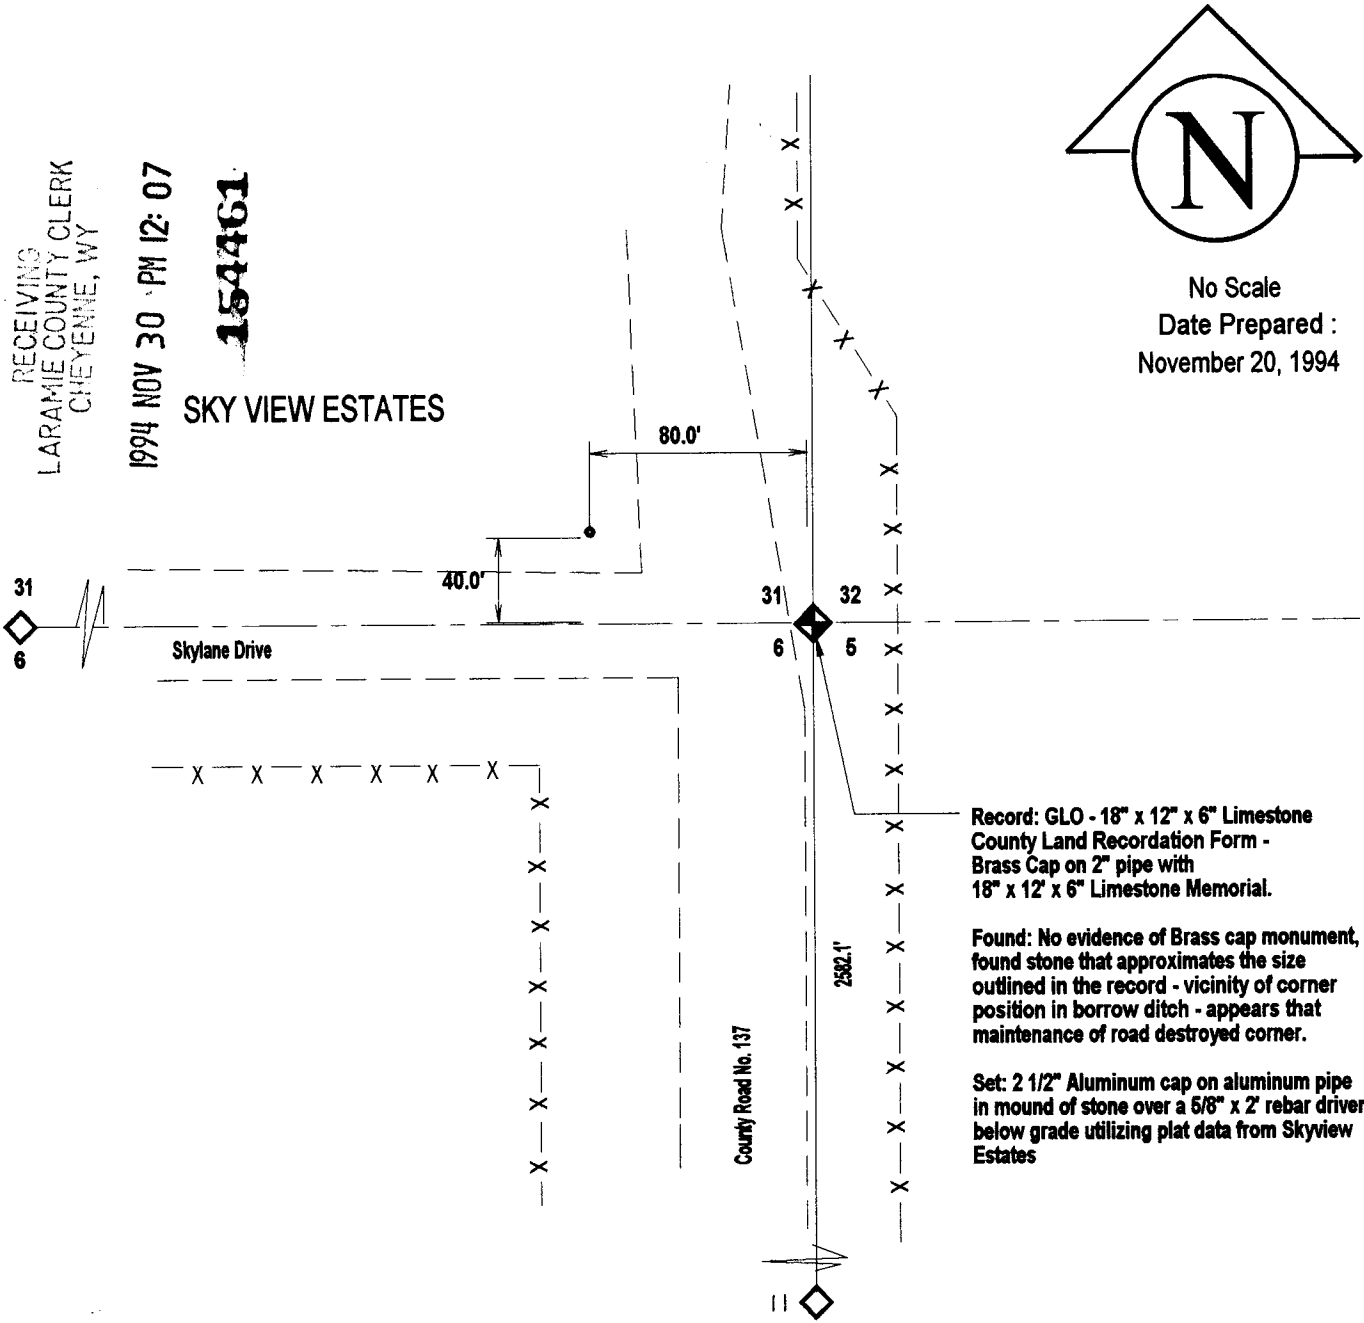 RECEIVING
LARAMIE COUNTY CLERK
CHEYENNE, WY
1994 NOV 30 PM 12: 07
154461
N
No Scale
Date Prepared :
November 20, 1994
SKY VIEW ESTATES
80.0'
40.0'
31
6
Skylane Drive
31
32
6
5
Record: GLO - 18" x 12" x 6" Limestone
County Land Recordation Form -
Brass Cap on 2" pipe with
18" x 12' x 6" Limestone Memorial.
Found: No evidence of Brass cap monument,
found stone that approximates the size
outlined in the record - vicinity of corner
position in borrow ditch - appears that
maintenance of road destroyed corner.
Set: 2 1/2" Aluminum cap on aluminum pipe
in mound of stone over a 5/8" x 2' rebar driver
below grade utilizing plat data from Skyview
Estates
2582.1'
County Road No. 137